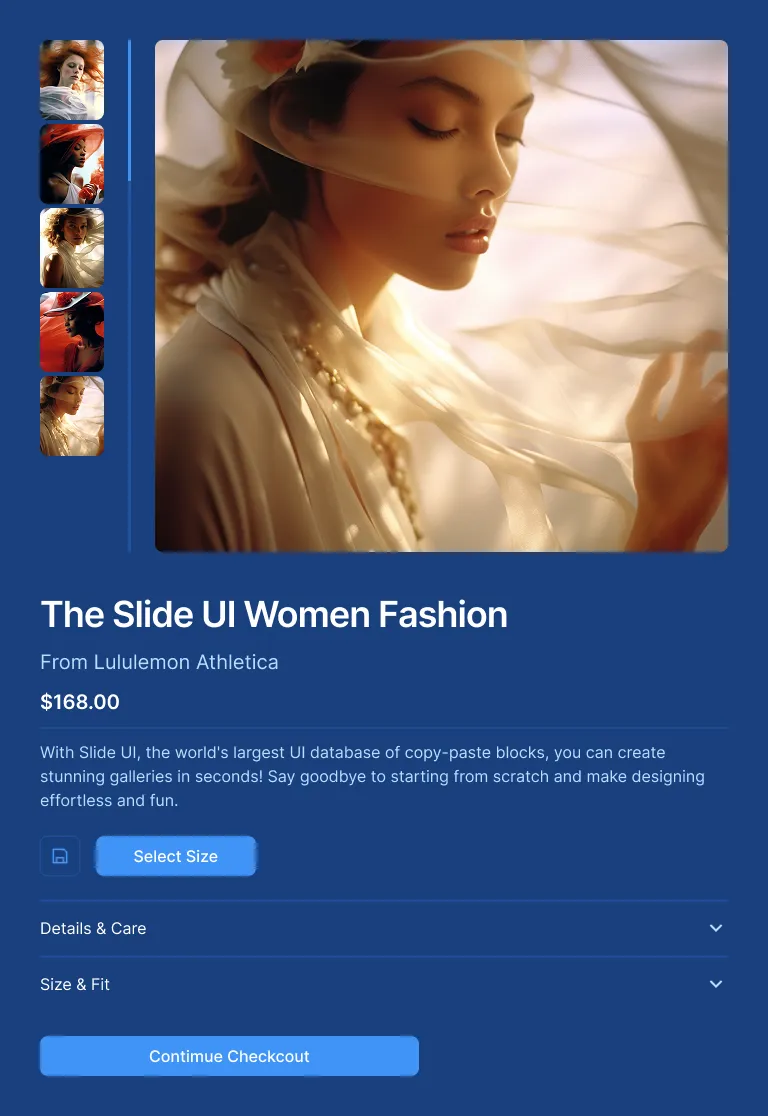 The Slide UI Women Fashion
From Lululemon Athletica
$168.00
With Slide UI, the world's largest UI database of copy-paste blocks, you can create
stunning galleries in seconds! Say goodbye to starting from scratch and make designing
effortless and fun.
Select Size
Details & Care
Size & Fit
Contimue Checkcout